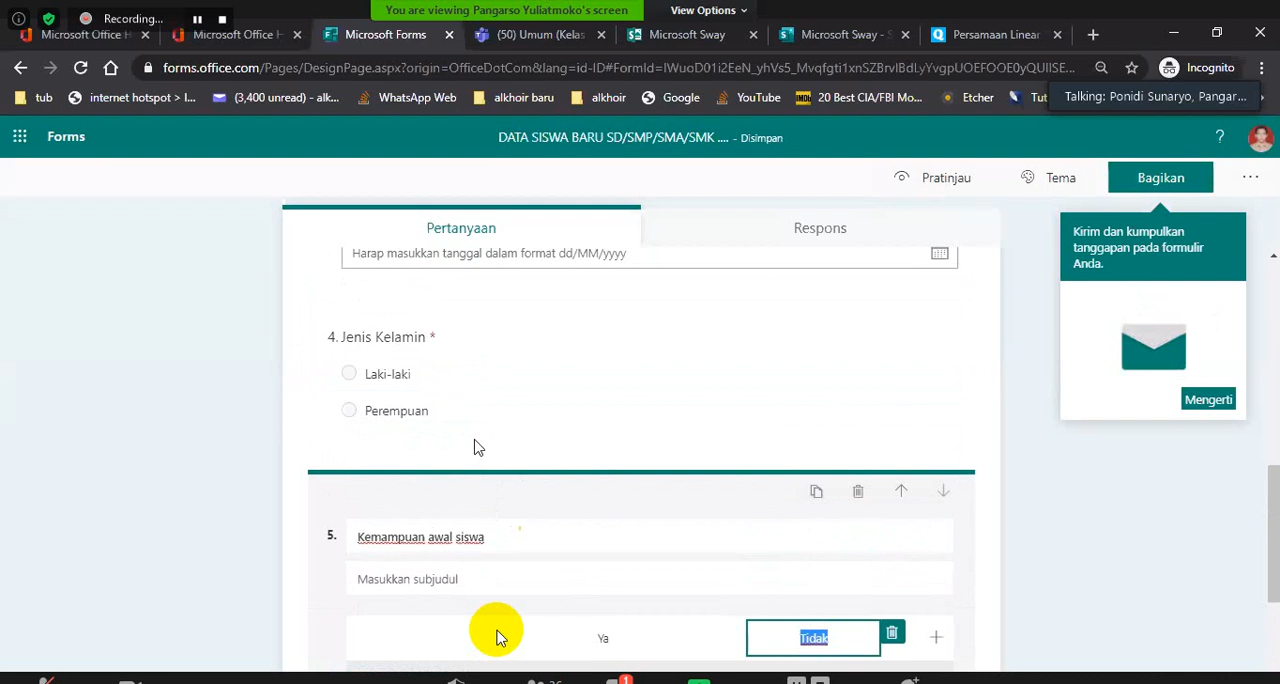 Recording...
You are viewing Pangarso Yuliatmoko's screen
View Options
Microsoft Office H
Microsoft Office H
Microsoft Forms
(50) Umum (Kelas
Microsoft Sway
Microsoft Sway -
Persamaan Linear
forms.office.com/Pages/DesignPage.aspx?origin=OfficeDotCom&lang=id-ID#FormId=
Incognito
tub
internet hotspot > I...
(3,400 unread) - alk...
WhatsApp Web
alkhoir baru
alkhoir
Google
YouTube
20 Best CIA/FBI Mo...
Etcher
Tut
Talking: Ponidi Sunaryo, Pangar...
Forms
DATA SISWA BARU SD/SMP/SMA/SMK .... - Disimpan
?
Pratinjau
Tema
Bagikan
Pertanyaan
Respons
Kirim dan kumpulkan
tanggapan pada formulir
Anda.
Mengerti
Harap masukkan tanggal dalam format dd/MM/yyyy
4. Jenis Kelamin *
Laki-laki
Perempuan
5. Kemampuan awal siswa
Masukkan subjudul
Ya
Tidak
1